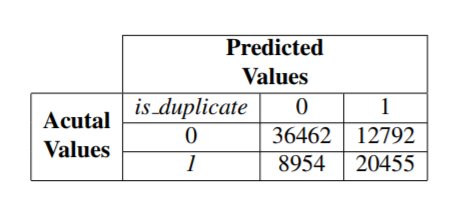 Predicted
Values
Acutal
Values
is_duplicate 0 1
0 36462 12792
1 8954 20455